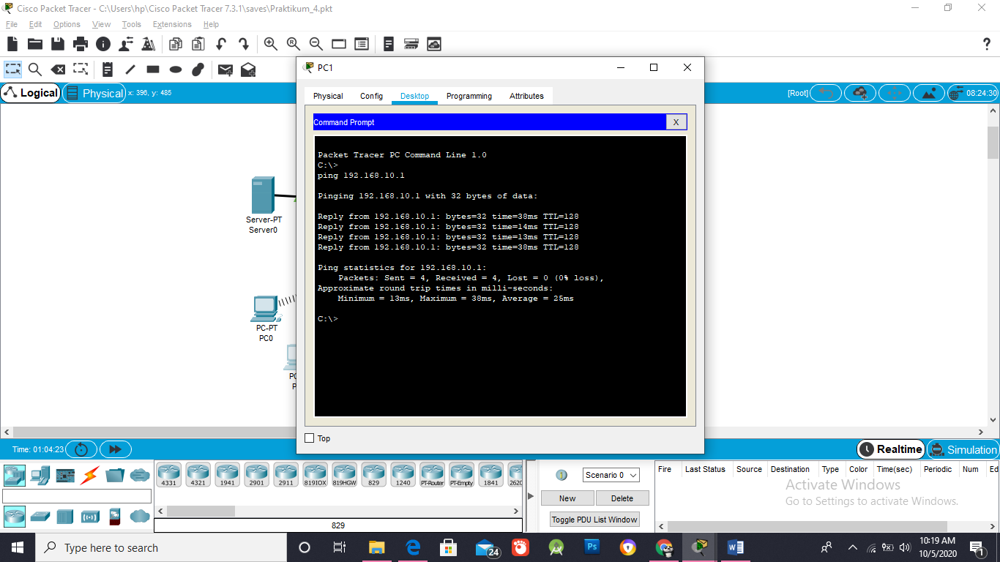 Cisco Packet Tracer - C:\Users\hp\Cisco Packet Tracer 7.3.1\saves\Praktikum_4.pkt
File Edit Options View Tools Extensions Help
PC1
Logical Physical x: 396, y: 485 [Root] 08:24:30
Physical Config Desktop Programming Attributes
Command Prompt X
Packet Tracer PC Command Line 1.0
C:\>
ping 192.168.10.1
Pinging 192.168.10.1 with 32 bytes of data:
Reply from 192.168.10.1: bytes=32 time=38ms TTL=128
Reply from 192.168.10.1: bytes=32 time=14ms TTL=128
Reply from 192.168.10.1: bytes=32 time=13ms TTL=128
Reply from 192.168.10.1: bytes=32 time=38ms TTL=128
Ping statistics for 192.168.10.1:
Packets: Sent = 4, Received = 4, Lost = 0 (0% loss),
Approximate round trip times in milli-seconds:
Minimum = 13ms, Maximum = 38ms, Average = 25ms
C:\>
Server-PT
Server0
PC-PT
PC0
PC
P
Top
Time: 01:04:23 Realtime Simulation
4331 4321 1941 2901 2911 819IOX 819HGW 829 1240 PT-Router PT-Empty 1841 2620
829
Scenario 0
New Delete
Toggle PDU List Window
Fire Last Status Source Destination Type Color Time(sec) Periodic Num Ed
Activate Windows
Go to Settings to activate Windows.
Type here to search
24
Ps
10:19 AM
10/5/2020
1